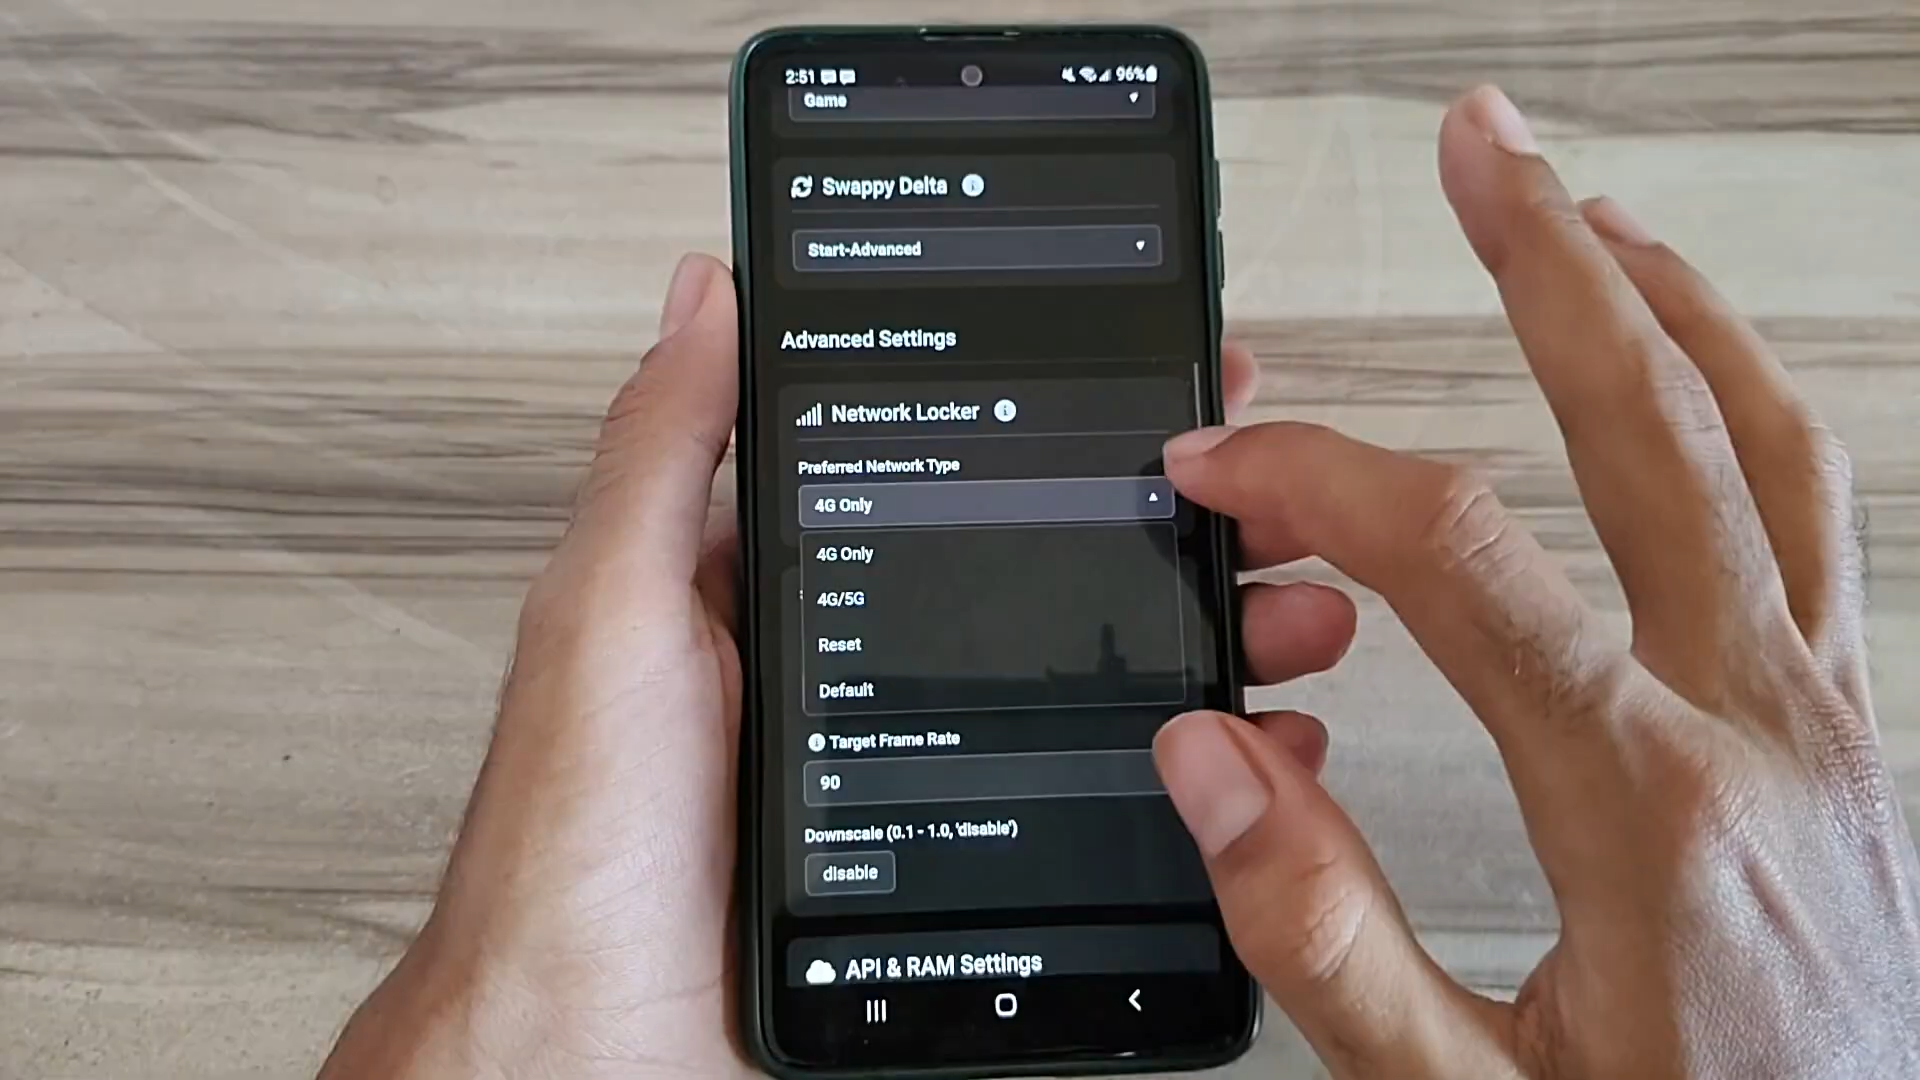 2:51 96%
Game
Swappy Delta
Start-Advanced
Advanced Settings
Network Locker
Preferred Network Type
4G Only
4G Only
4G/5G
Reset
Default
Target Frame Rate
90
Downscale (0.1 - 1.0, 'disable')
disable
API & RAM Settings